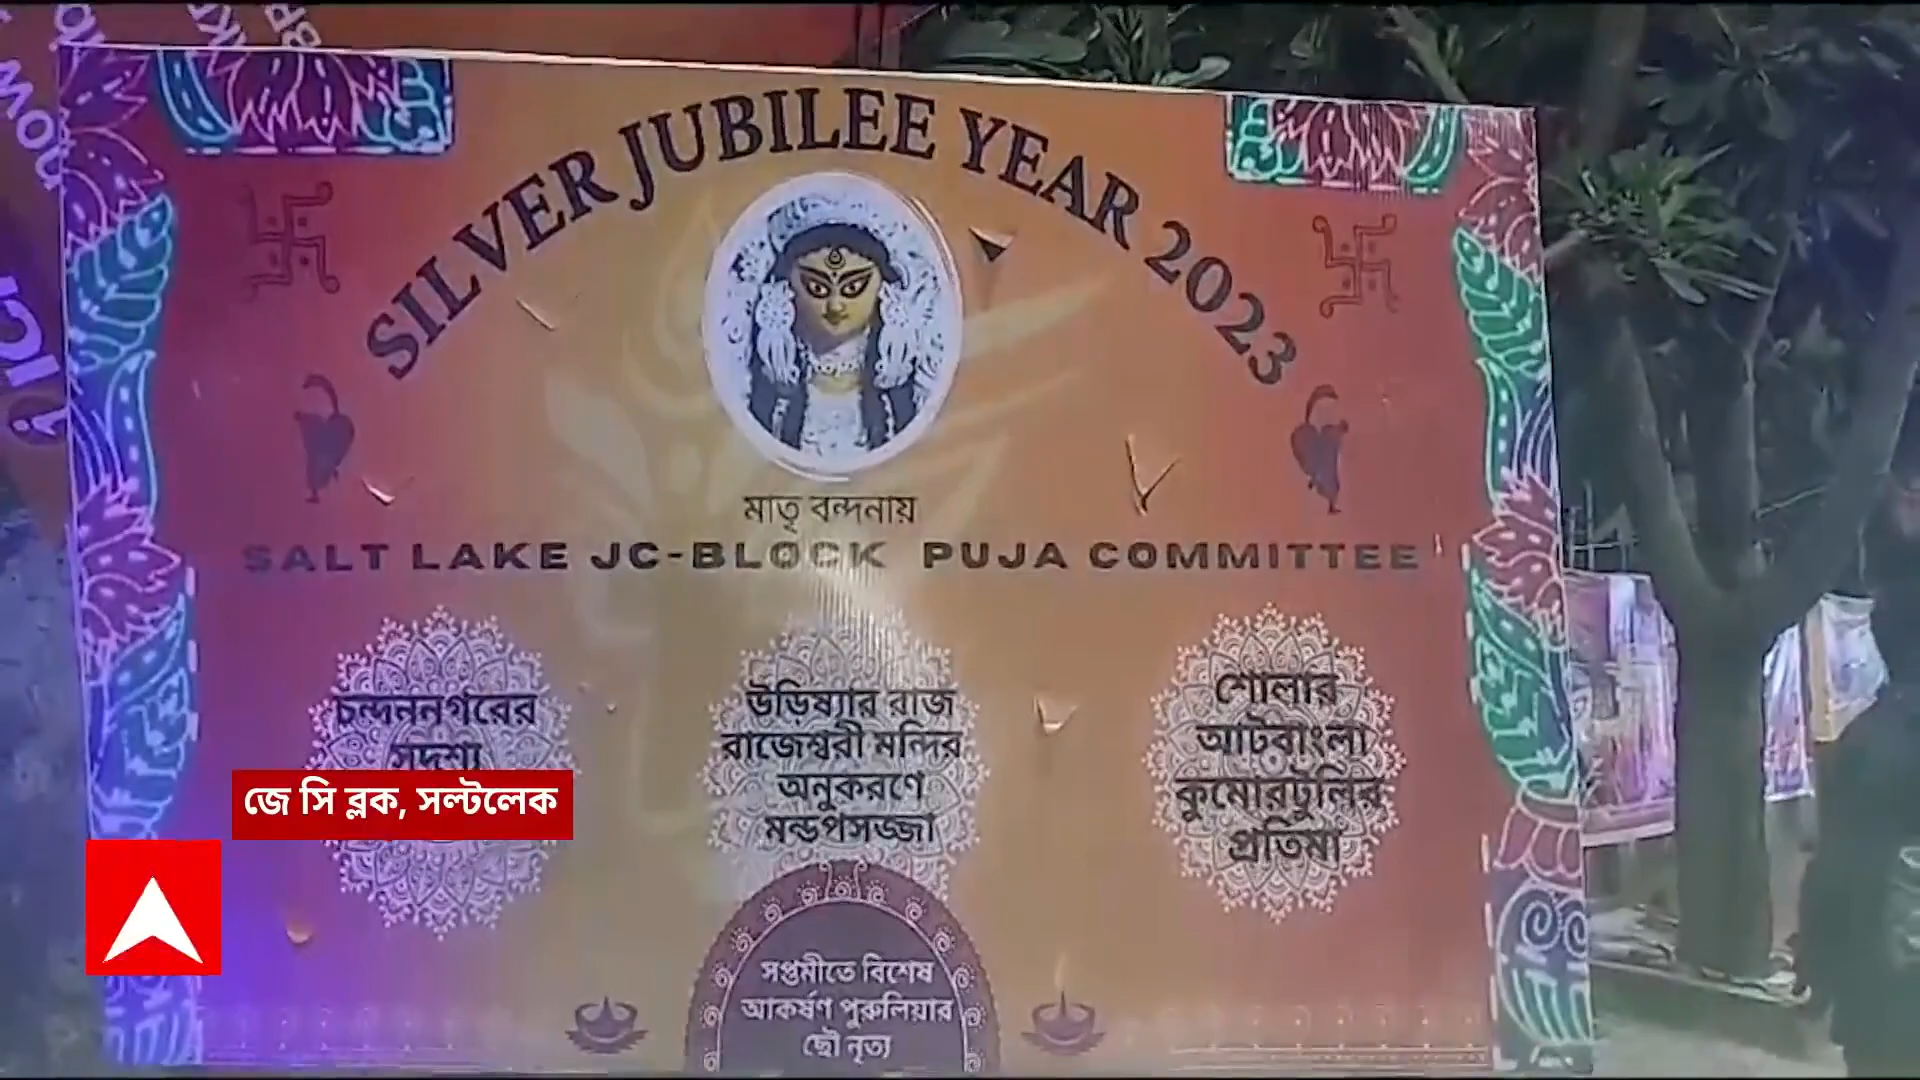 SILVER JUBILEE YEAR 2023
মাতৃ বন্দনায়
SALT LAKE JC-BLOCK PUJA COMMITTEE
চন্দননগরের
সুদৃশ্য
উড়িষ্যার রাজ
রাজেশ্বরী মন্দির
অনুকরণে
মন্ডপসজ্জা
শোলার
আটবাংলা
কুমোরটুলির
প্রতিমা
জে সি ব্লক, সল্টলেক
সপ্তমীতে বিশেষ
আকর্ষণ পুরুলিয়ার
ছৌ নৃত্য